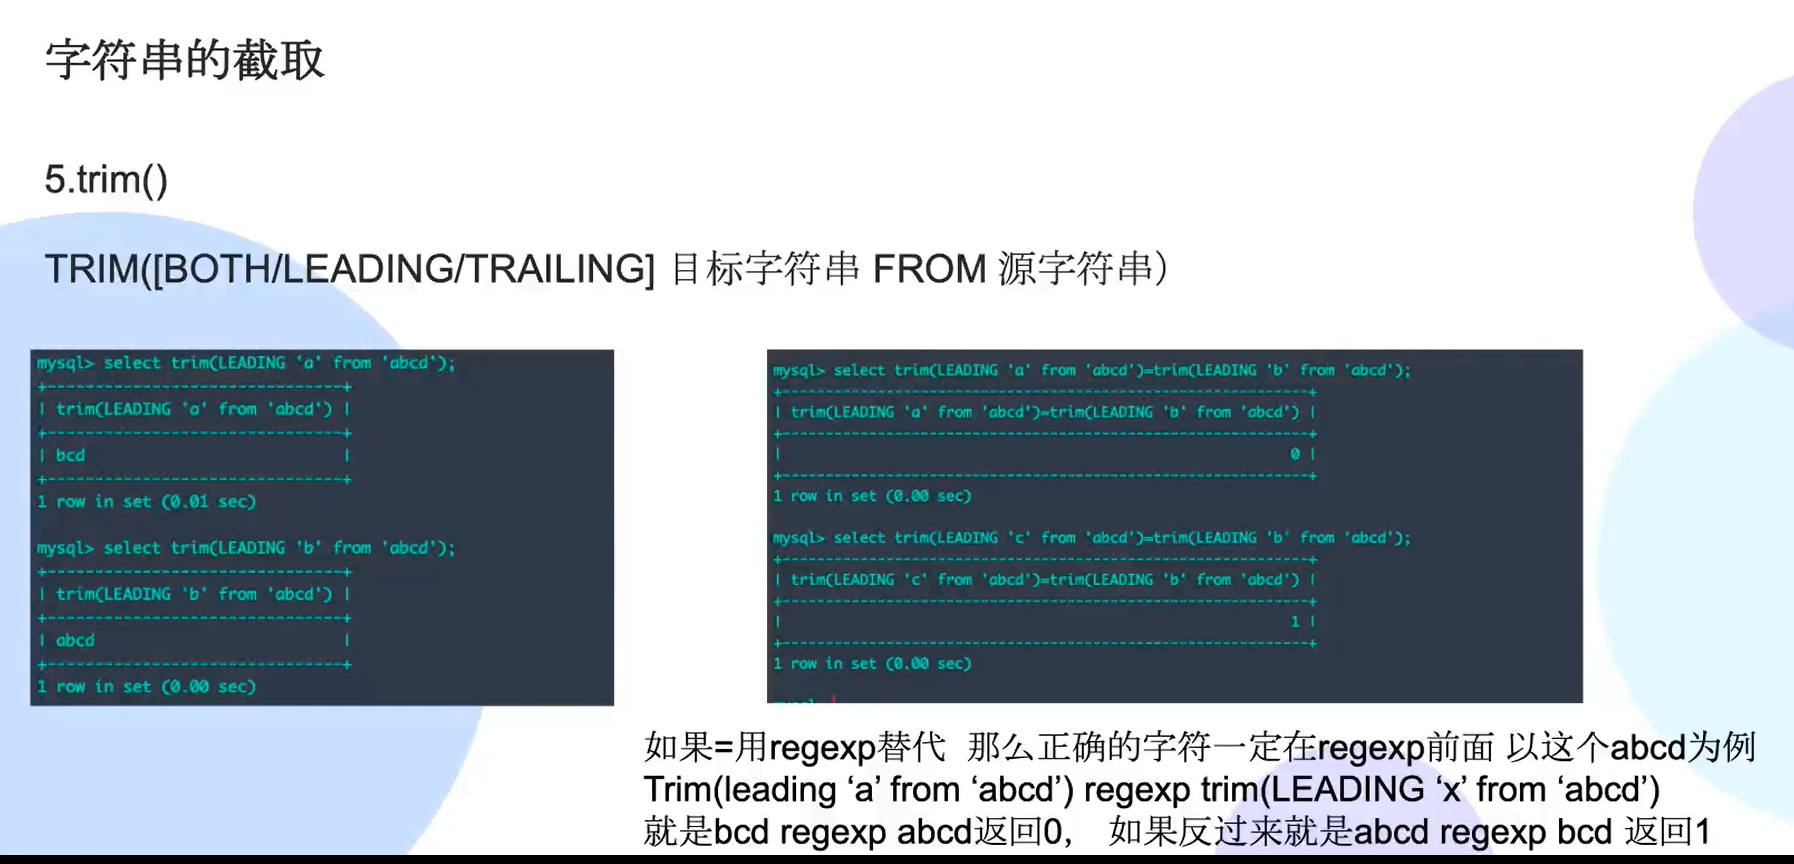 字符串的截取
5.trim()
TRIM([BOTH/LEADING/TRAILING] 目标字符串 FROM 源字符串）
mysql> select trim(LEADING 'a' from 'abcd');
+-------------------------------+
| trim(LEADING 'a' from 'abcd') |
+-------------------------------+
| bcd                           |
+-------------------------------+
1 row in set (0.01 sec)
mysql> select trim(LEADING 'b' from 'abcd');
+-------------------------------+
| trim(LEADING 'b' from 'abcd') |
+-------------------------------+
| abcd                          |
+-------------------------------+
1 row in set (0.00 sec)
mysql> select trim(LEADING 'a' from 'abcd')=trim(LEADING 'b' from 'abcd');
+-------------------------------------------------------------+
| trim(LEADING 'a' from 'abcd')=trim(LEADING 'b' from 'abcd') |
+-------------------------------------------------------------+
|                                                           0 |
+-------------------------------------------------------------+
1 row in set (0.00 sec)
mysql> select trim(LEADING 'c' from 'abcd')=trim(LEADING 'b' from 'abcd');
+-------------------------------------------------------------+
| trim(LEADING 'c' from 'abcd')=trim(LEADING 'b' from 'abcd') |
+-------------------------------------------------------------+
|                                                           1 |
+-------------------------------------------------------------+
1 row in set (0.00 sec)
如果=用regexp替代 那么正确的字符一定在regexp前面 以这个abcd为例
Trim(leading ‘a’ from ‘abcd’) regexp trim(LEADING ‘x’ from ‘abcd’)
就是bcd regexp abcd返回0， 如果反过来就是abcd regexp bcd 返回1